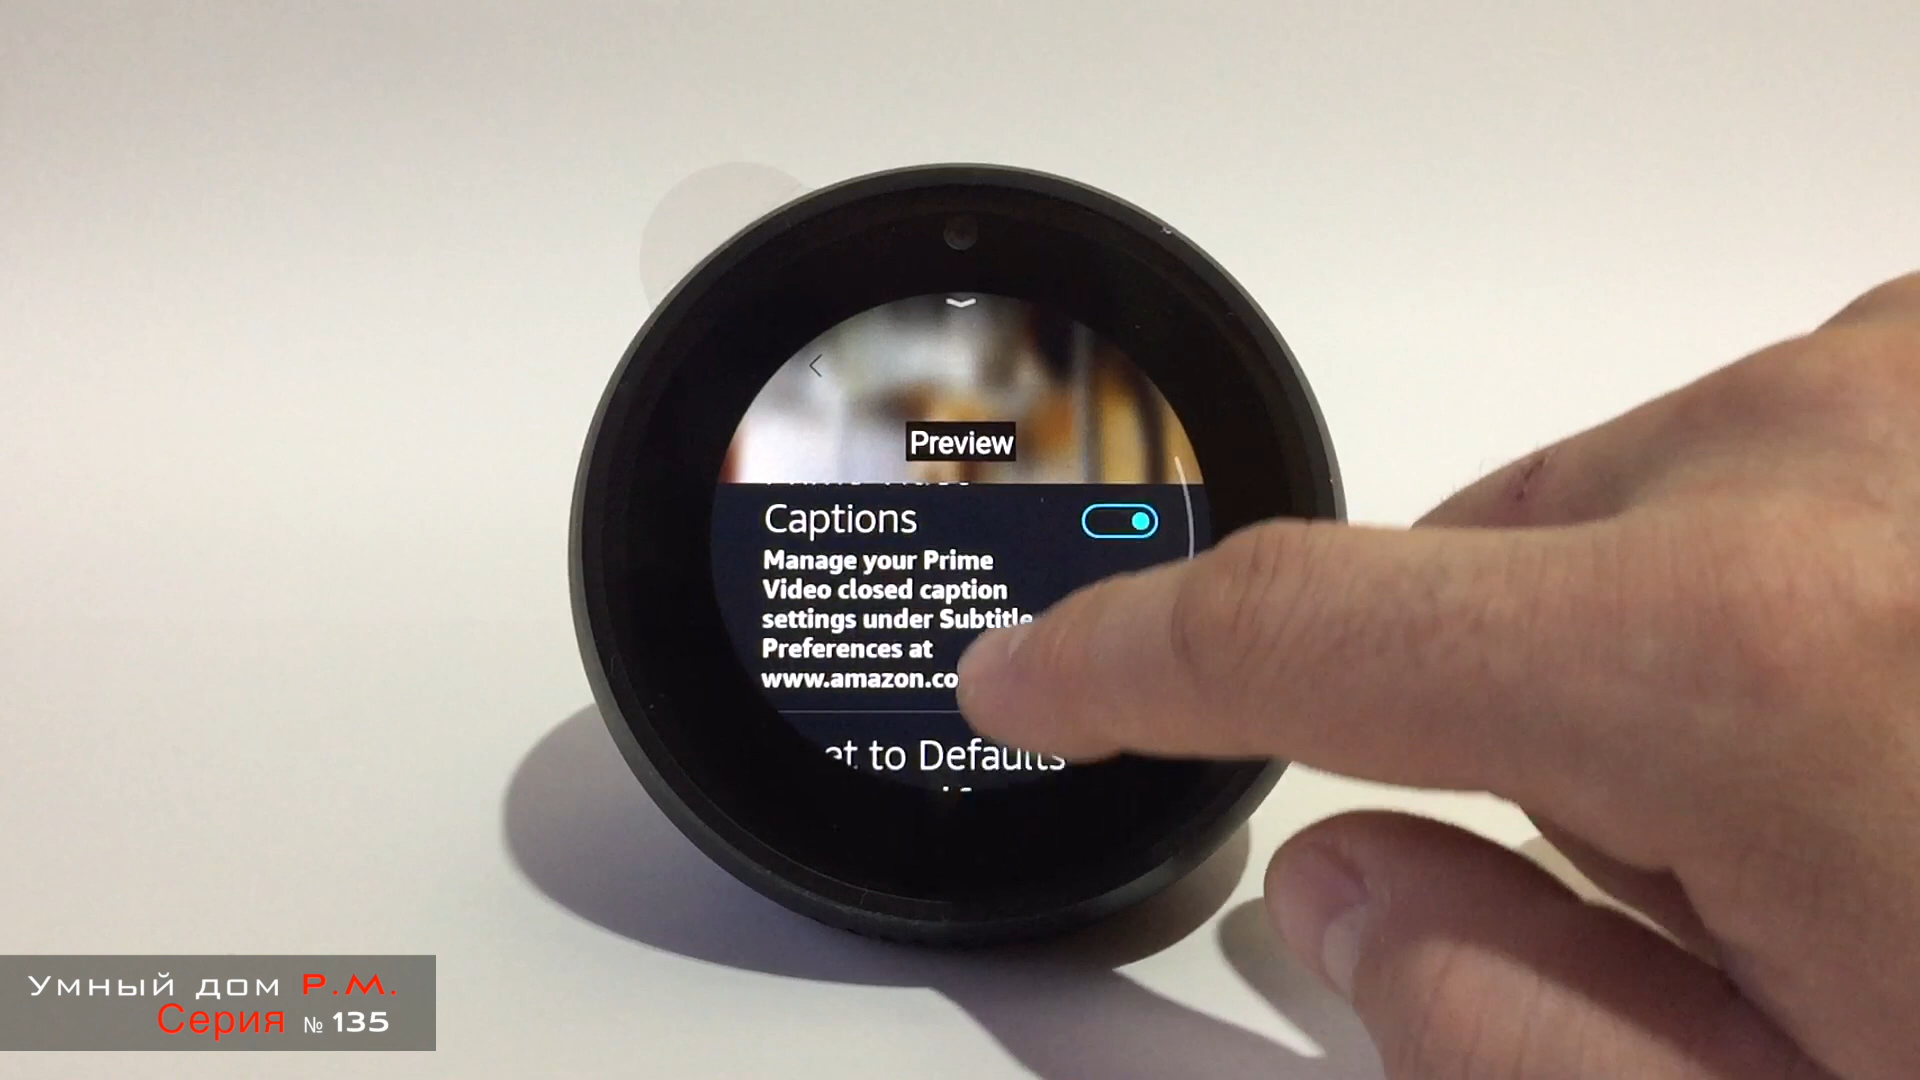 Preview
Captions
Manage your Prime
Video closed caption
settings under Subtitle
Preferences at
www.amazon.co
to Defaults
Умный дом Р.М.
Серия № 135